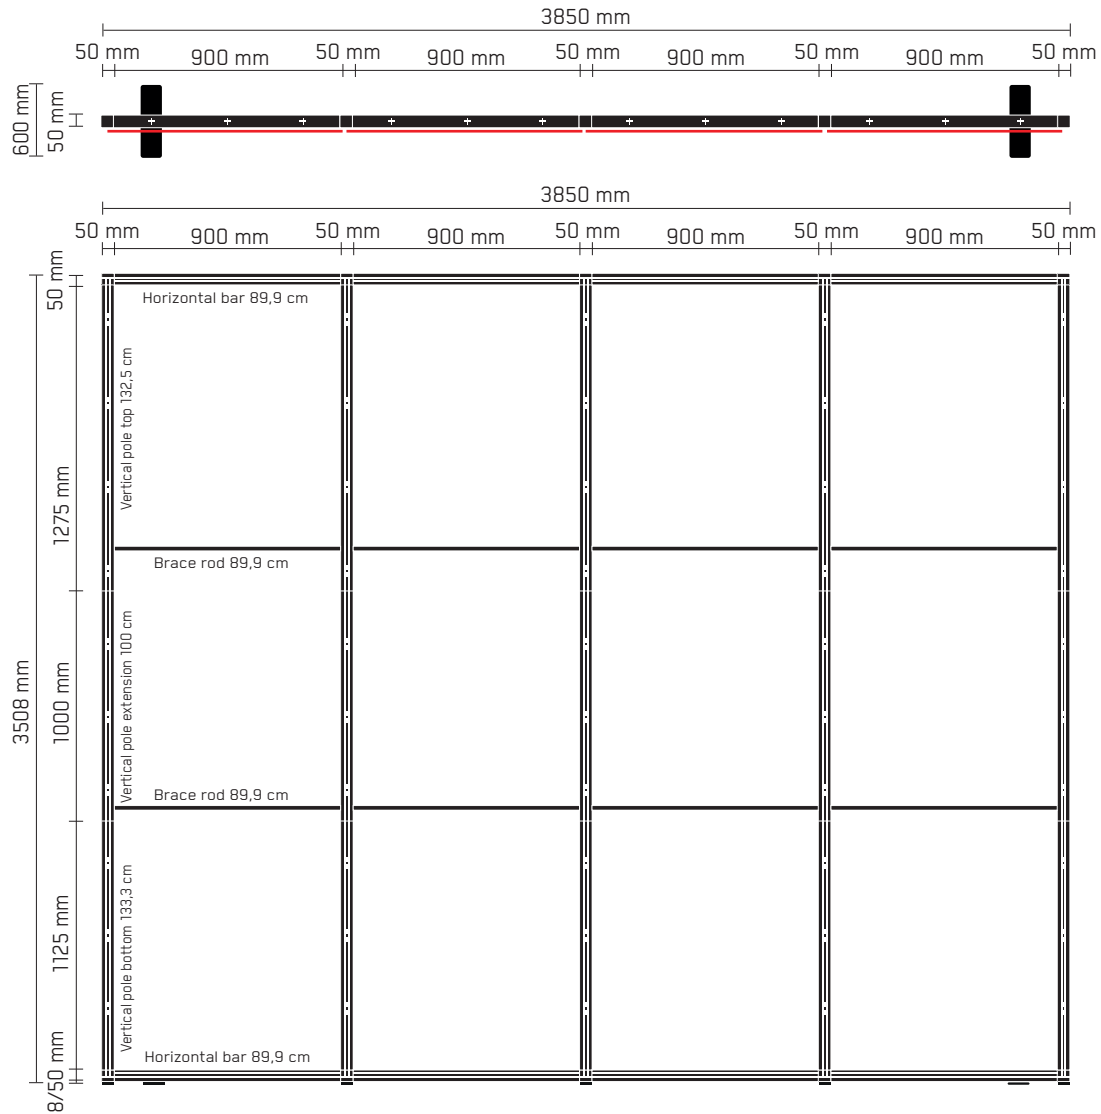 3850 mm
50 mm 900 mm 50 mm 900 mm 50 mm 900 mm 50 mm 900 mm 50 mm
600 mm
50 mm
3850 mm
50 mm 900 mm 50 mm 900 mm 50 mm 900 mm 50 mm 900 mm 50 mm
50 mm
Horizontal bar 89,9 cm
Vertical pole top 132,5 cm
1275 mm
Brace rod 89,9 cm
Vertical pole extension 100 cm
3508 mm
1000 mm
Brace rod 89,9 cm
Vertical pole bottom 133,3 cm
1125 mm
Horizontal bar 89,9 cm
8/50 mm